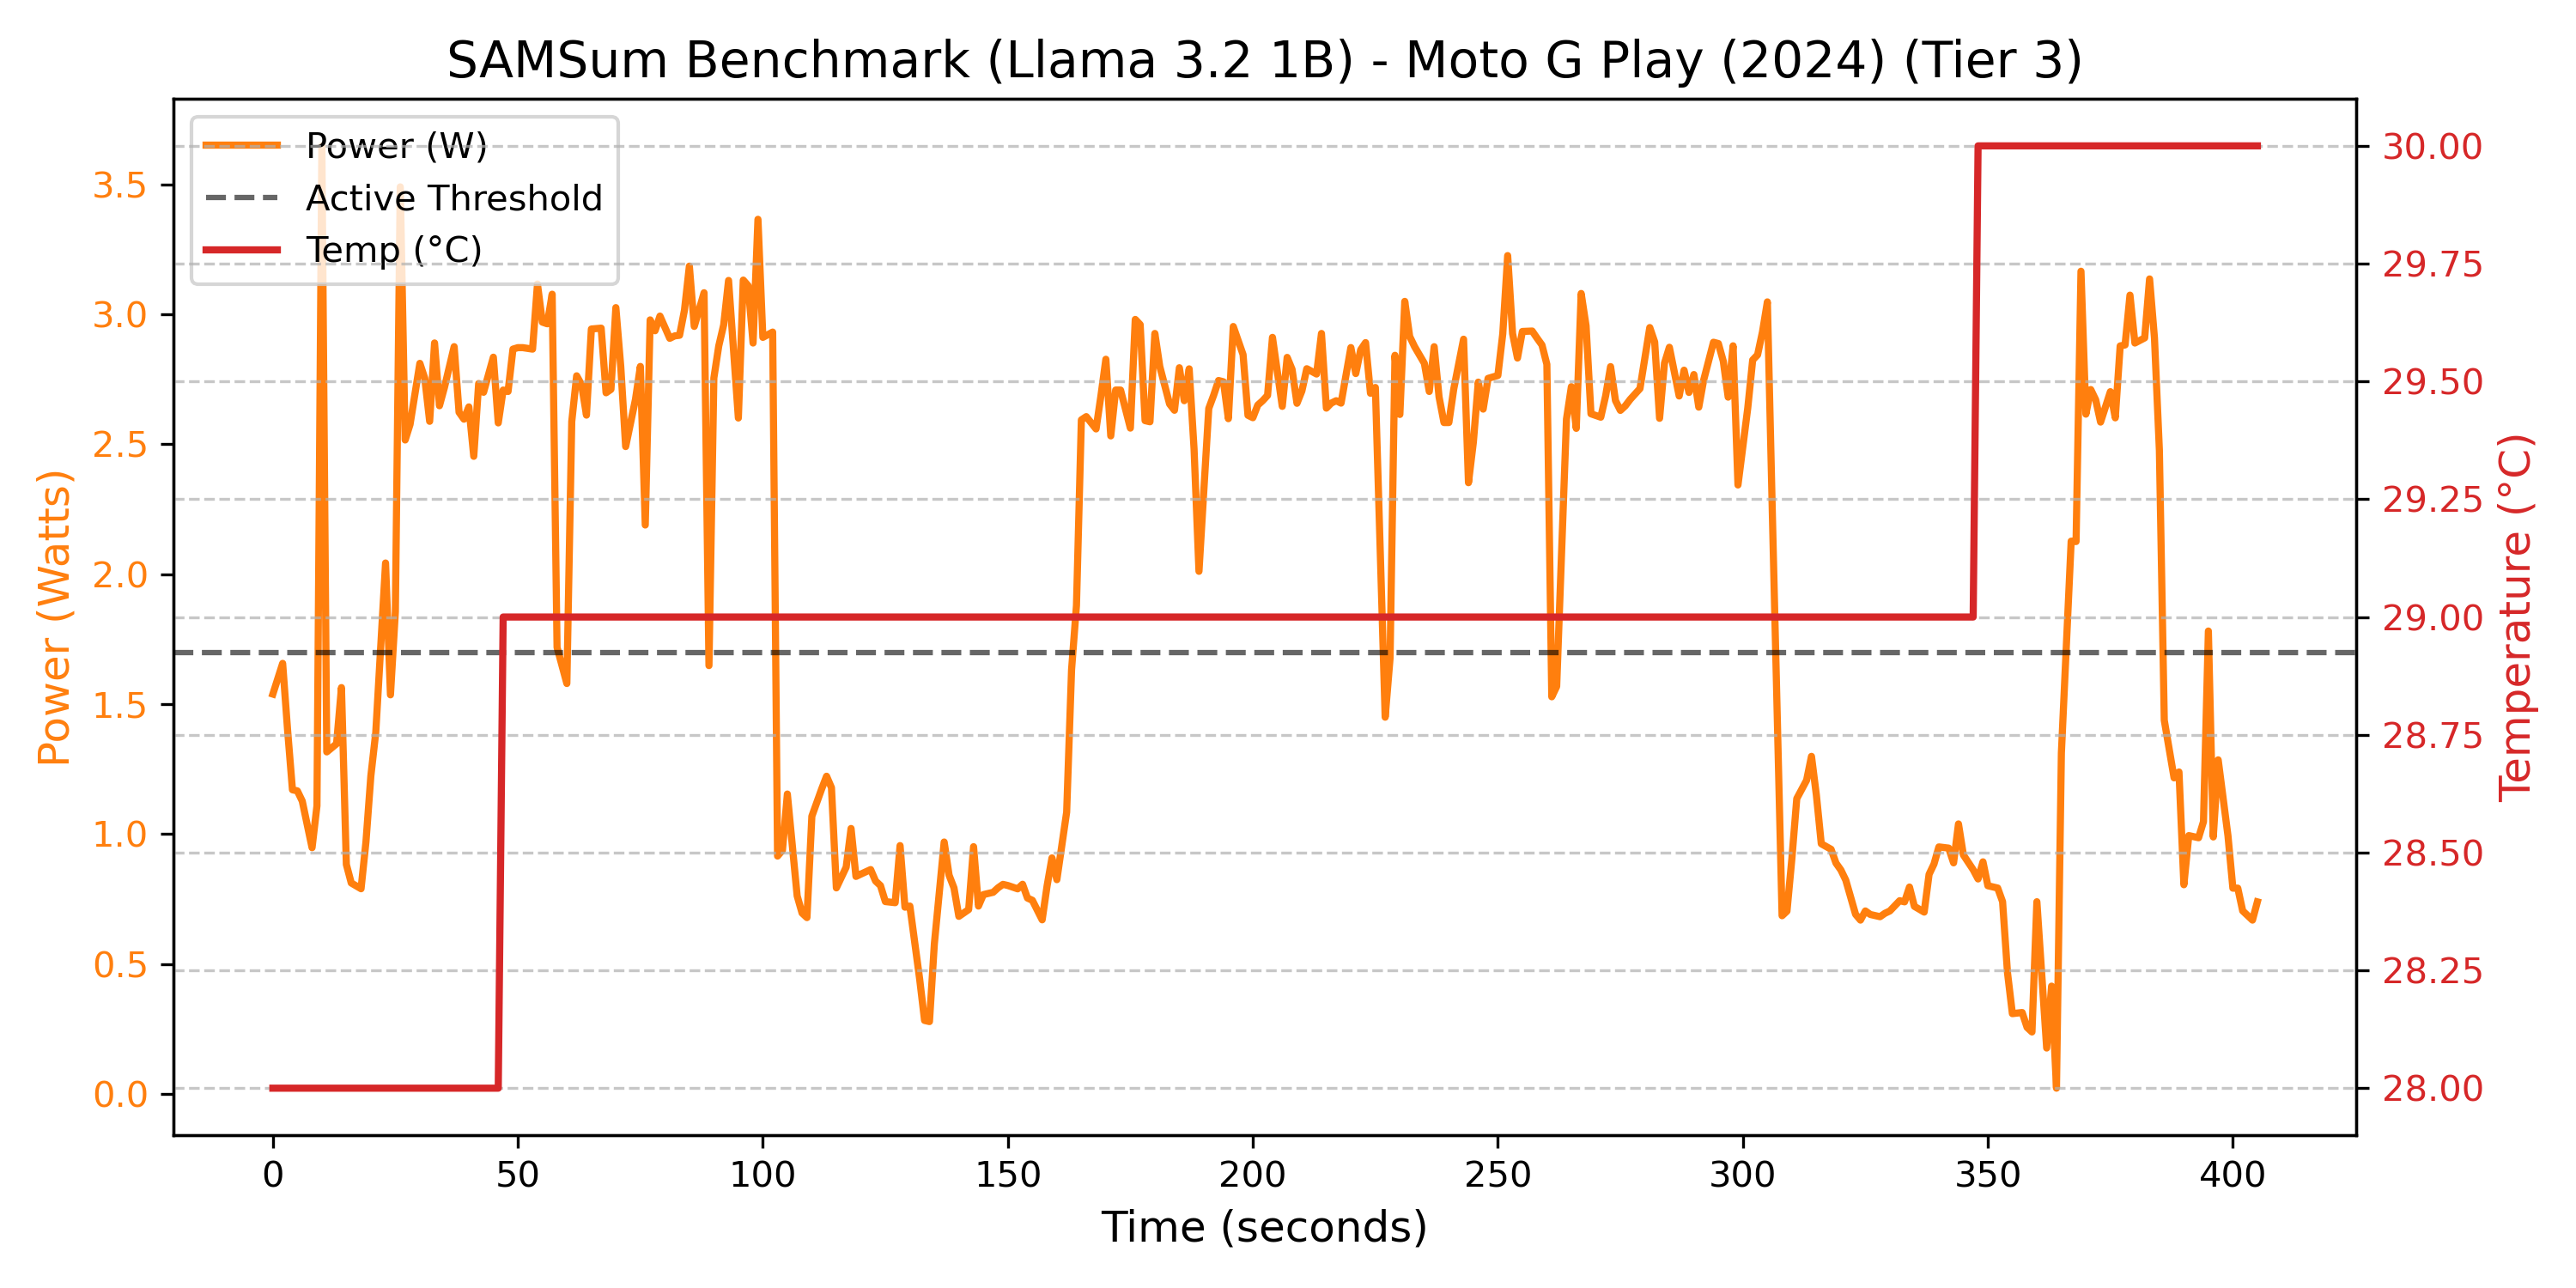 SAMSum Benchmark (Llama 3.2 1B) - Moto G Play (2024) (Tier 3)
Power (W)
Active Threshold
Temp (°C)
Power (Watts)
3.5
3.0
2.5
2.0
1.5
1.0
0.5
0.0
30.00
29.75
29.50
29.25
29.00
28.75
28.50
28.25
28.00
Temperature (°C)
0 50 100 150 200 250 300 350 400
Time (seconds)